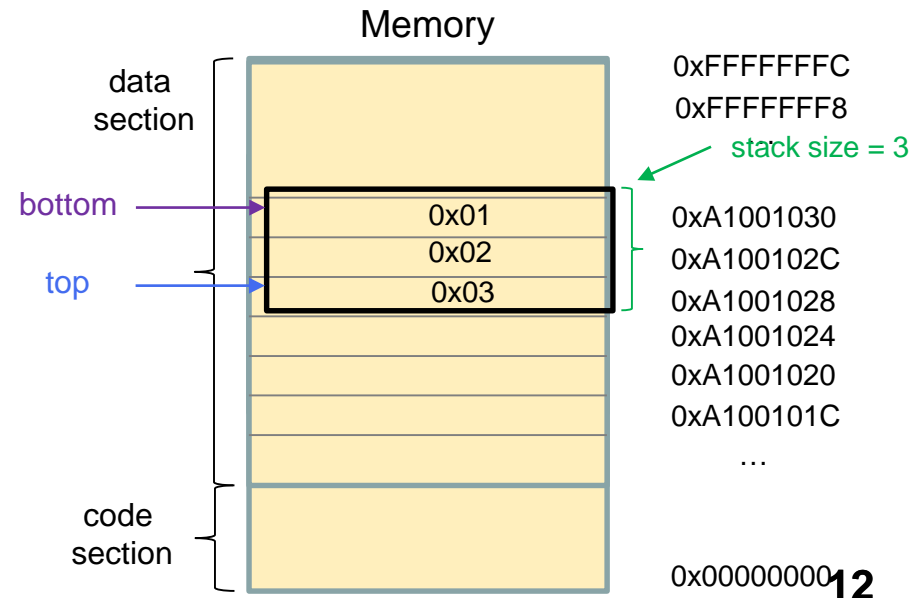 Memory
data
section
bottom
top
code
section
0x01
0x02
0x03
0xFFFFFFFC
0xFFFFFFF8
...
stack size = 3
0xA1001030
0xA100102C
0xA1001028
0xA1001024
0xA1001020
0xA100101C
…
0x00000000
12